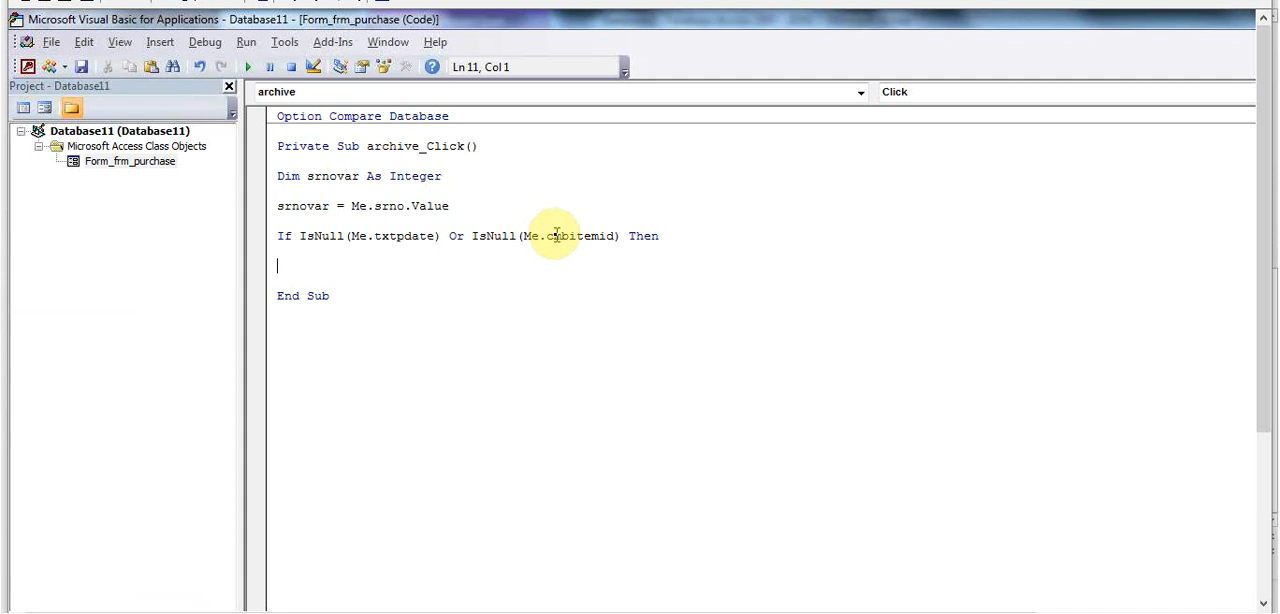 Microsoft Visual Basic for Applications - Database11 - [Form_frm_purchase (Code)]
File Edit View Insert Debug Run Tools Add-Ins Window Help
Ln 11, Col 1
Project - Database11
archive Click
Database11 (Database11)
Microsoft Access Class Objects
Form_frm_purchase
Option Compare Database
Private Sub archive_Click()
Dim srnovar As Integer
srnovar = Me.srno.Value
If IsNull(Me.txtpdate) Or IsNull(Me.cmbitemid) Then
End Sub